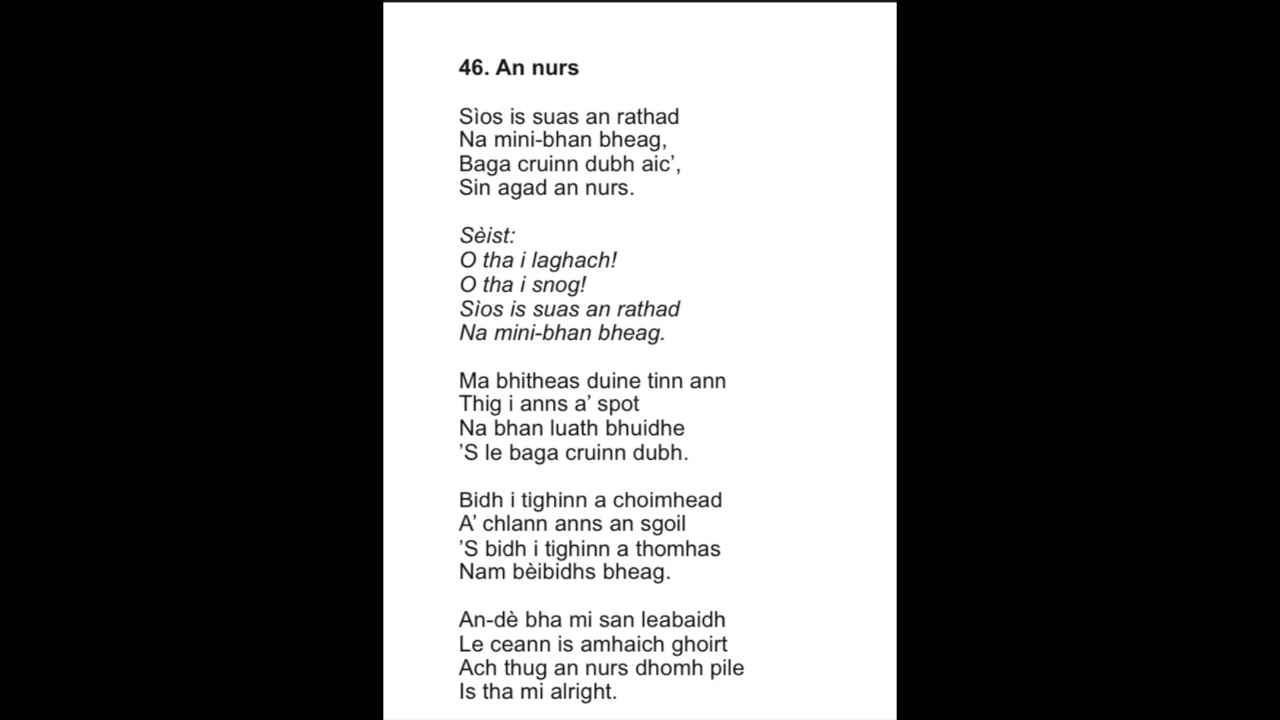 46. An nurs
Sìos is suas an rathad
Na mini-bhan bheag,
Baga cruinn dubh aic’,
Sin agad an nurs.
Sèist:
O tha i laghach!
O tha i snog!
Sìos is suas an rathad
Na mini-bhan bheag.
Ma bhitheas duine tinn ann
Thig i anns a’ spot
Na bhan luath bhuidhe
’S le baga cruinn dubh.
Bidh i tighinn a choimhead
A’ chlann anns an sgoil
’S bidh i tighinn a thomhas
Nam bèibidhs bheag.
An-dè bha mi san leabaidh
Le ceann is amhaich ghoirt
Ach thug an nurs dhomh pile
Is tha mi alright.